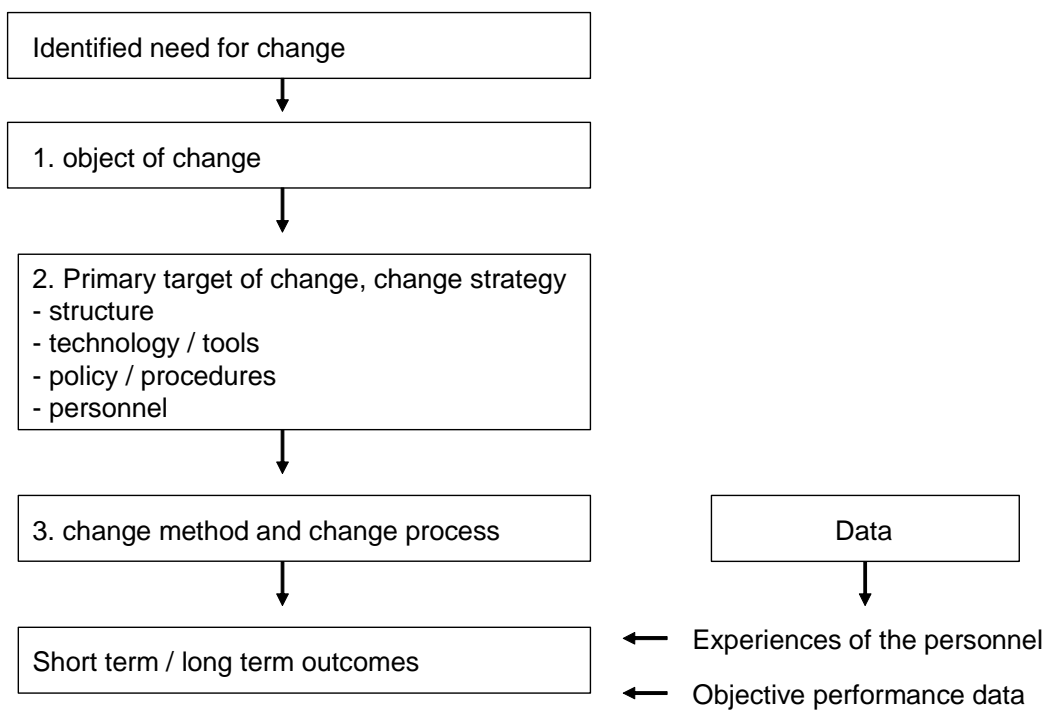 Identified need for change
1. object of change
2. Primary target of change, change strategy
- structure
- technology / tools
- policy / procedures
- personnel
3. change method and change process
Data
Short term / long term outcomes
Experiences of the personnel
Objective performance data